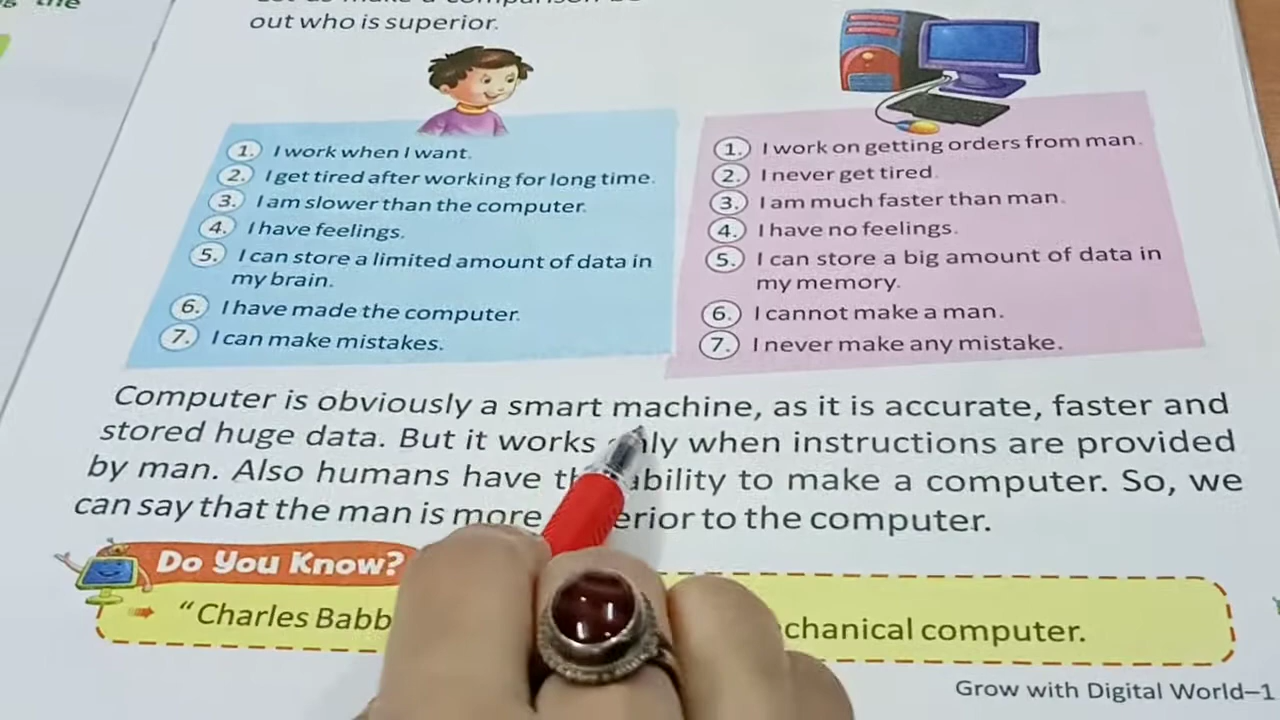 out who is superior.
1. I work when I want.
2. I get tired after working for long time.
3. I am slower than the computer.
4. I have feelings.
5. I can store a limited amount of data in
my brain.
6. I have made the computer.
7. I can make mistakes.
1. I work on getting orders from man.
2. I never get tired.
3. I am much faster than man.
4. I have no feelings.
5. I can store a big amount of data in
my memory.
6. I cannot make a man.
7. I never make any mistake.
Computer is obviously a smart machine, as it is accurate, faster and
stored huge data. But it works when instructions are provided
by man. Also humans have ability to make a computer. So, we
can say that the man is more to the computer.
Do You Know?
"Charles computer.
Grow with Digital World–1